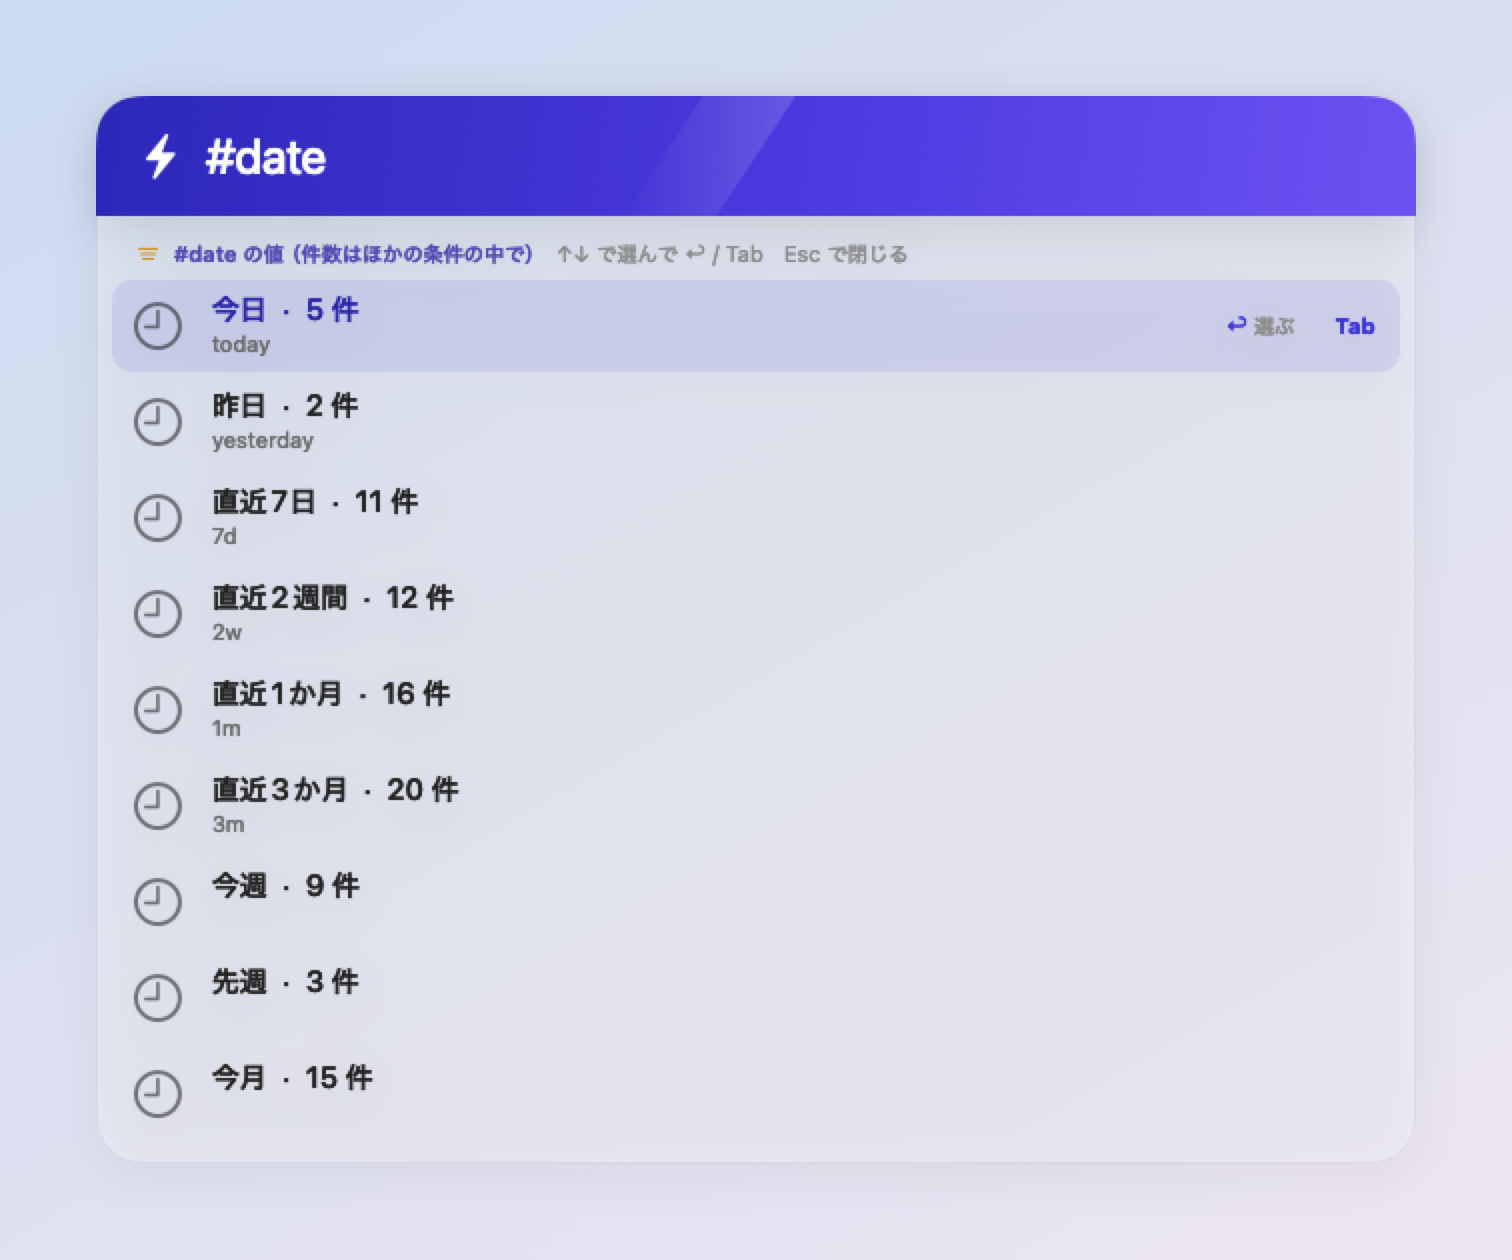 #date
#date の値（件数はほかの条件の中で） ↑↓ で選んで ↩ / Tab Esc で閉じる
今日 · 5 件
today
↩ 選ぶ Tab
昨日 · 2 件
yesterday
直近7日 · 11 件
7d
直近2週間 · 12 件
2w
直近1か月 · 16 件
1m
直近3か月 · 20 件
3m
今週 · 9 件
先週 · 3 件
今月 · 15 件